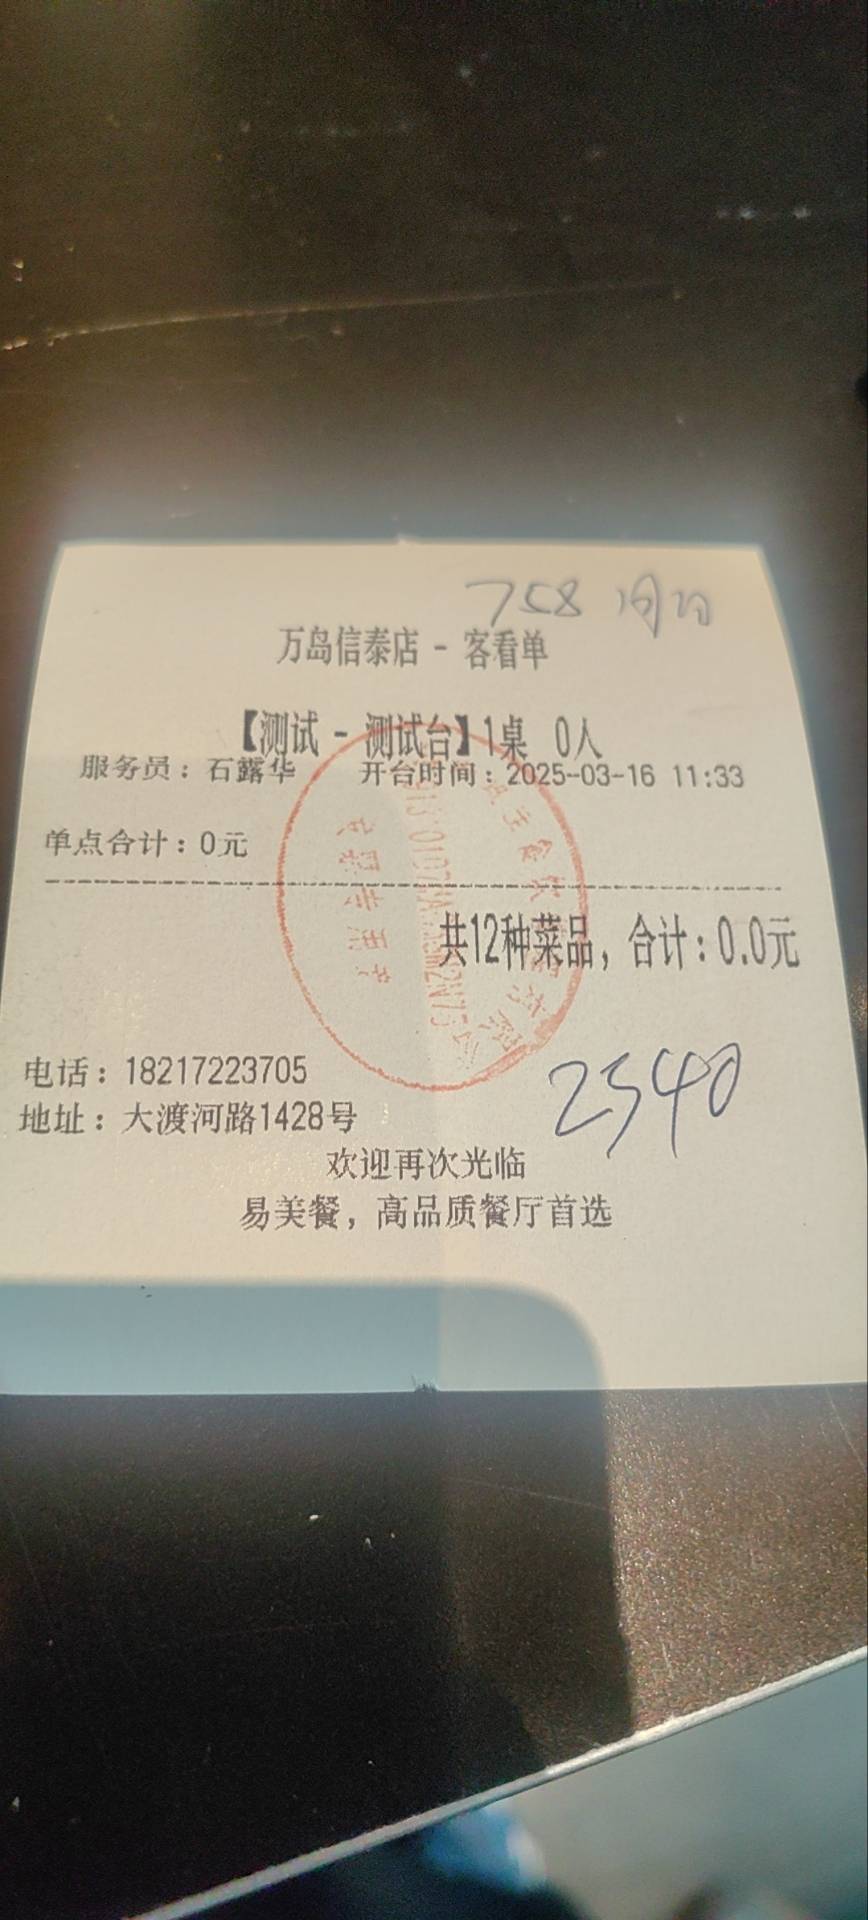 758
万岛信泰店 - 客看单
【测试 - 测试台】1桌 0人
服务员：石露华 开台时间：2025-03-16 11:33
单点合计：0元
共12种菜品，合计：0.0元
电话：18217223705
2540
地址：大渡河路1428号
欢迎再次光临
易美餐，高品质餐厅首选